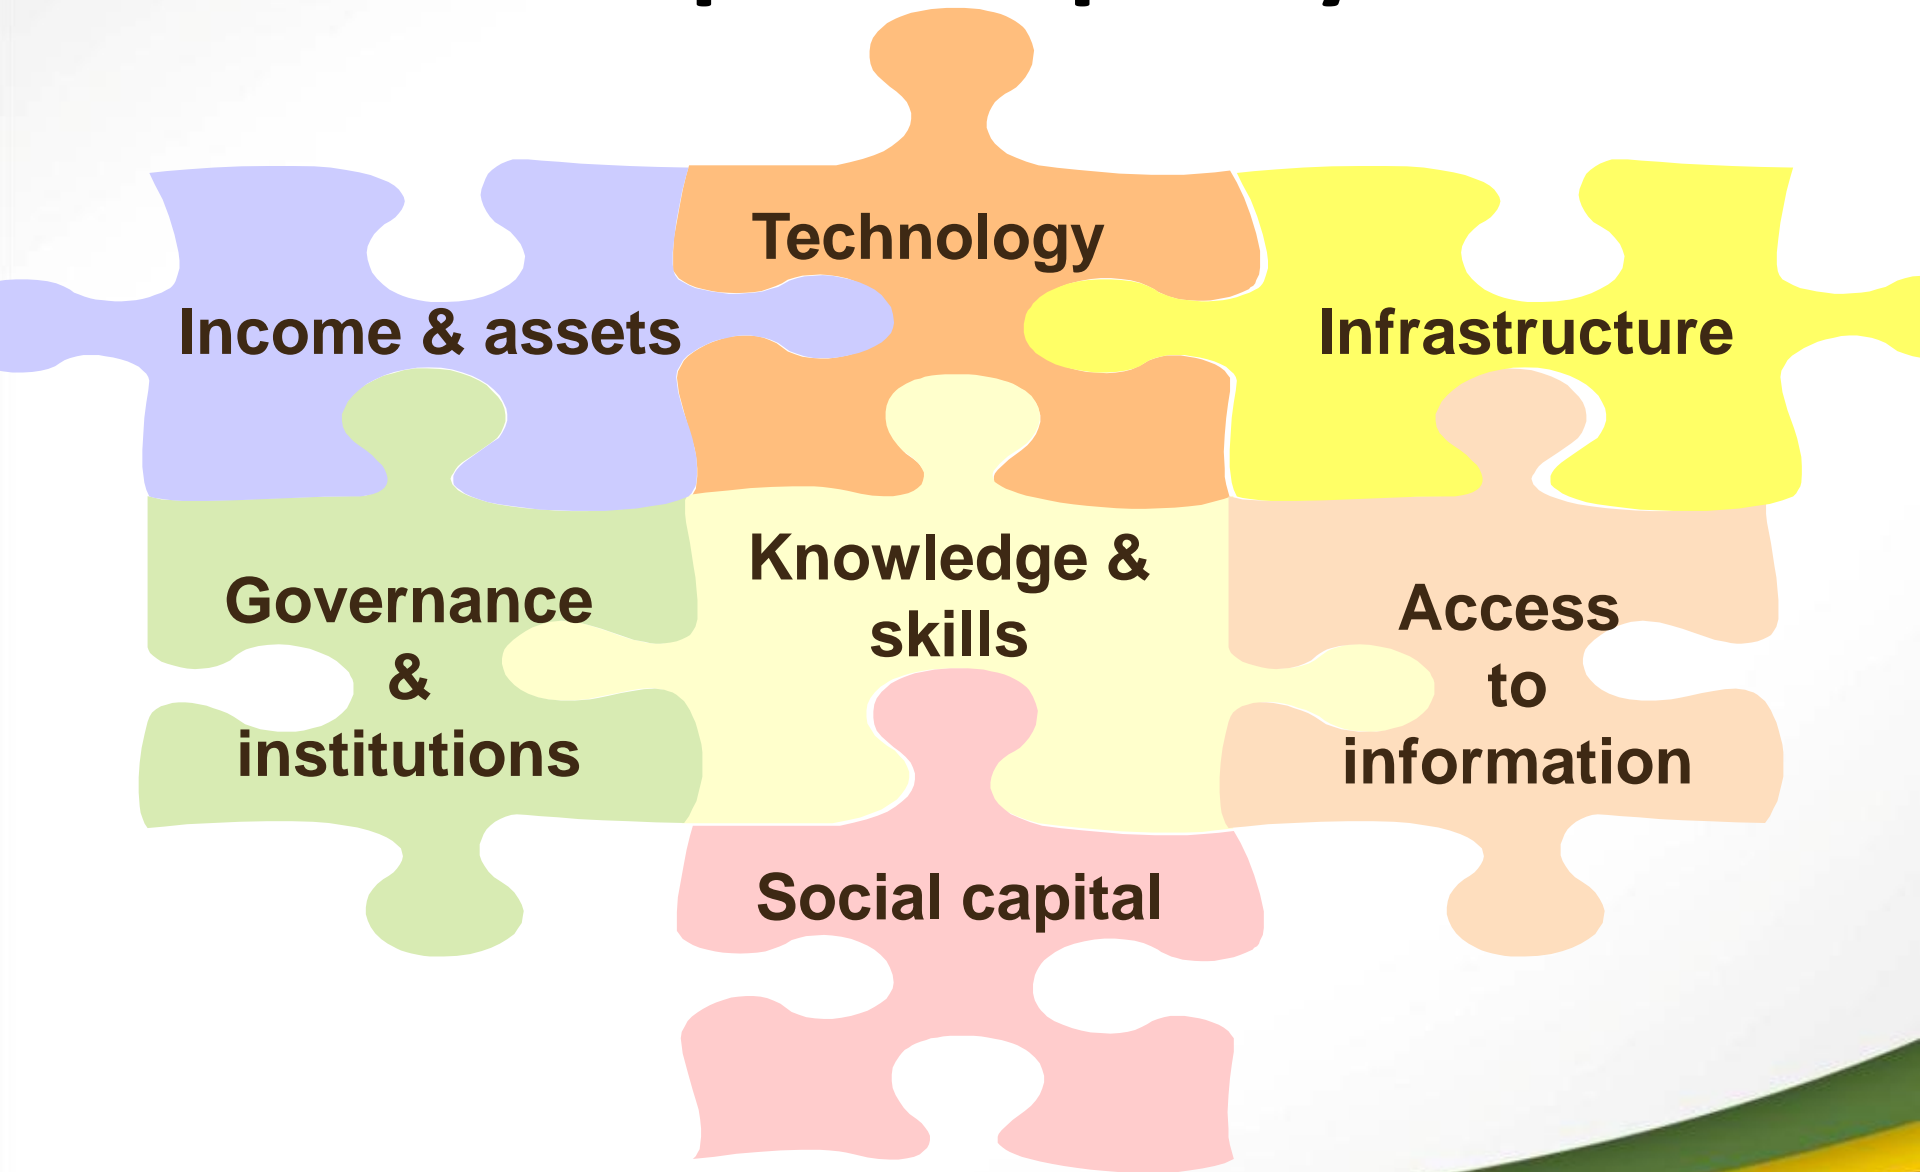 Technology
Income & assets
Infrastructure
Knowledge &
skills
Governance
&
institutions
Access
to
information
Social capital